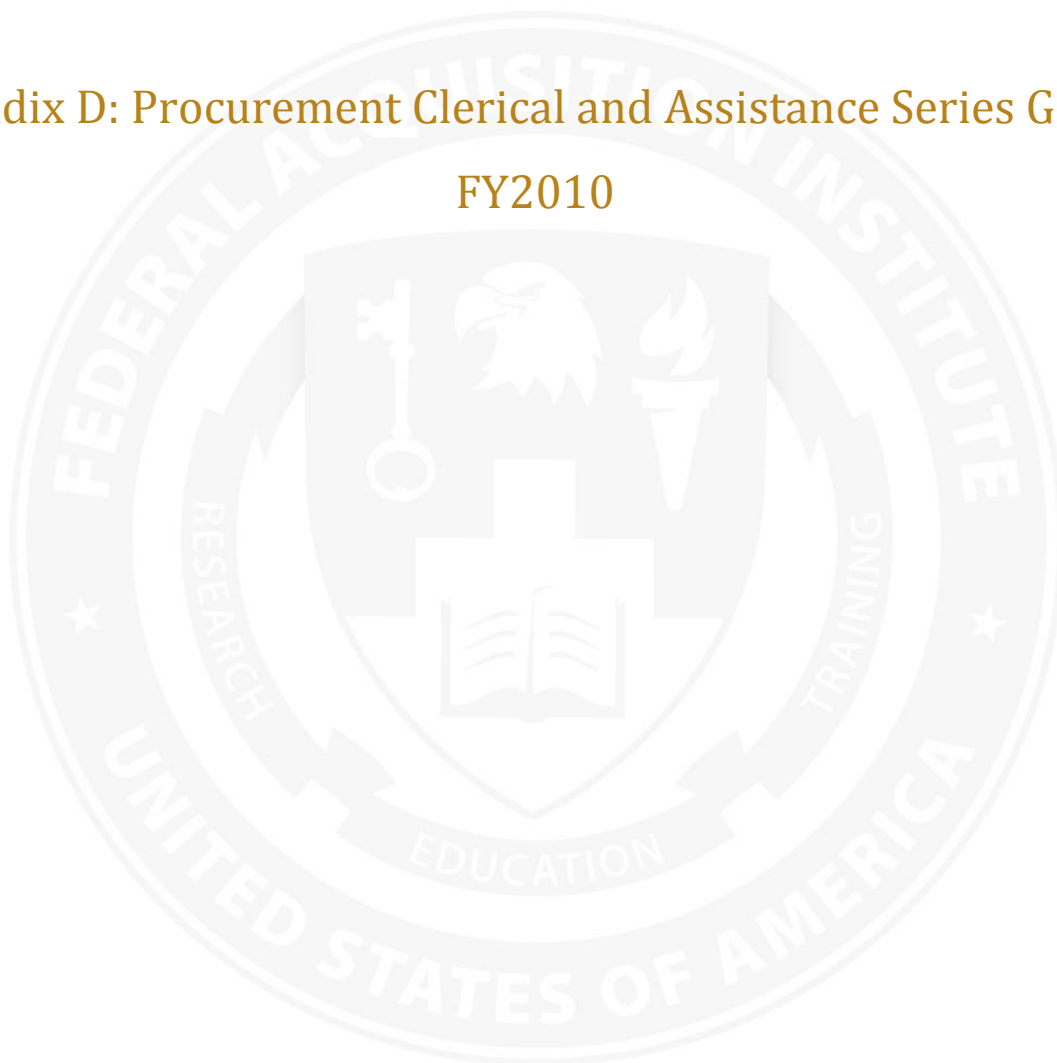 dix D: Procurement Clerical and Assistance Series G
FY2010
FEDERAL ACQUISITION INSTITUTE
RESEARCH
TRAINING
EDUCATION
UNITED STATES OF AMERICA